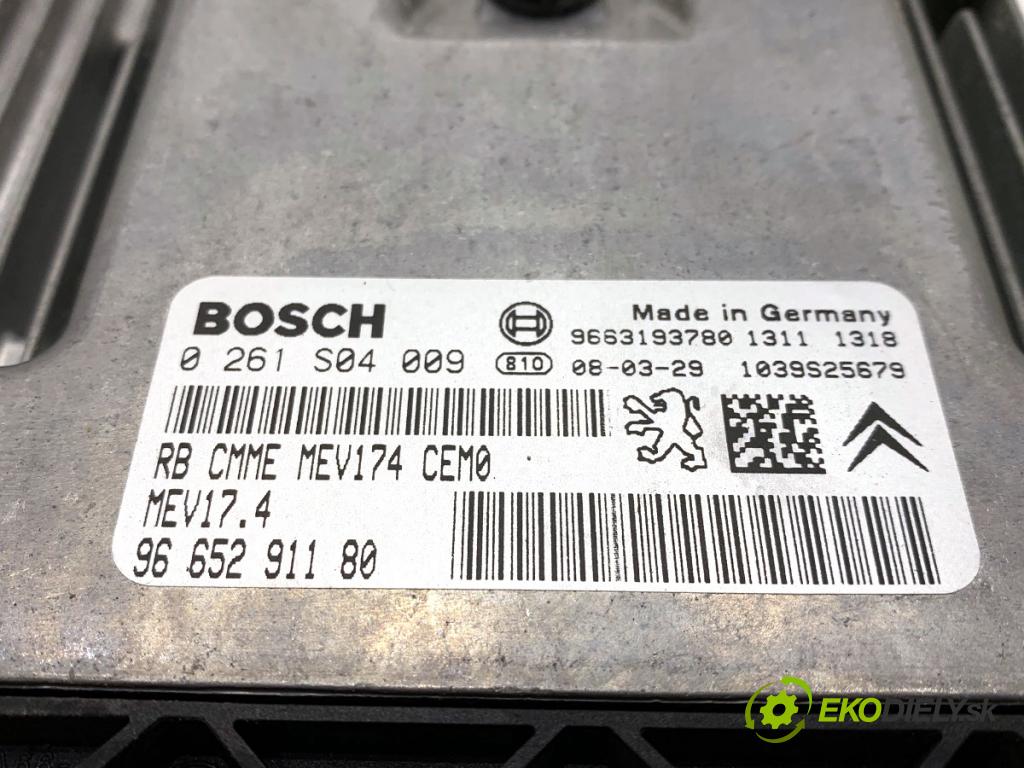 BOSCH
Made in Germany
9663193780 1311 1318
0 261 S04 009
810
08-03-29 1039S25679
RB CMME MEV174 CEM0
MEV17.4
96 652 911 80
EKODIELY.sk